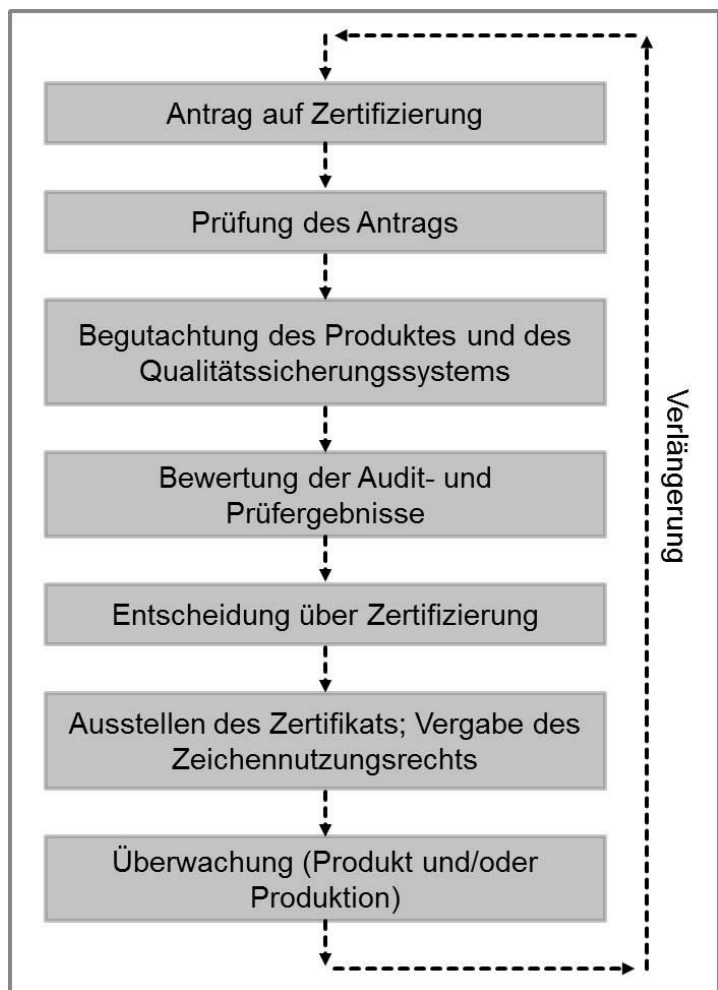 Antrag auf Zertifizierung
Prüfung des Antrags
Begutachtung des Produktes und des
Qualitätssicherungssystems
Bewertung der Audit- und
Prüfergebnisse
Entscheidung über Zertifizierung
Ausstellen des Zertifikats; Vergabe des
Zeichennutzungsrechts
Überwachung (Produkt und/oder
Produktion)
Verlängerung